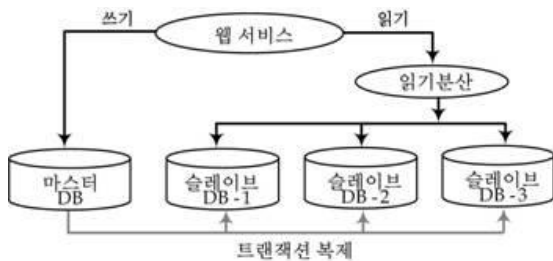 쓰기
웹 서비스
읽기
읽기분산
마스터
DB
슬레이브
DB-1
슬레이브
DB-2
슬레이브
DB-3
트랜잭션 복제